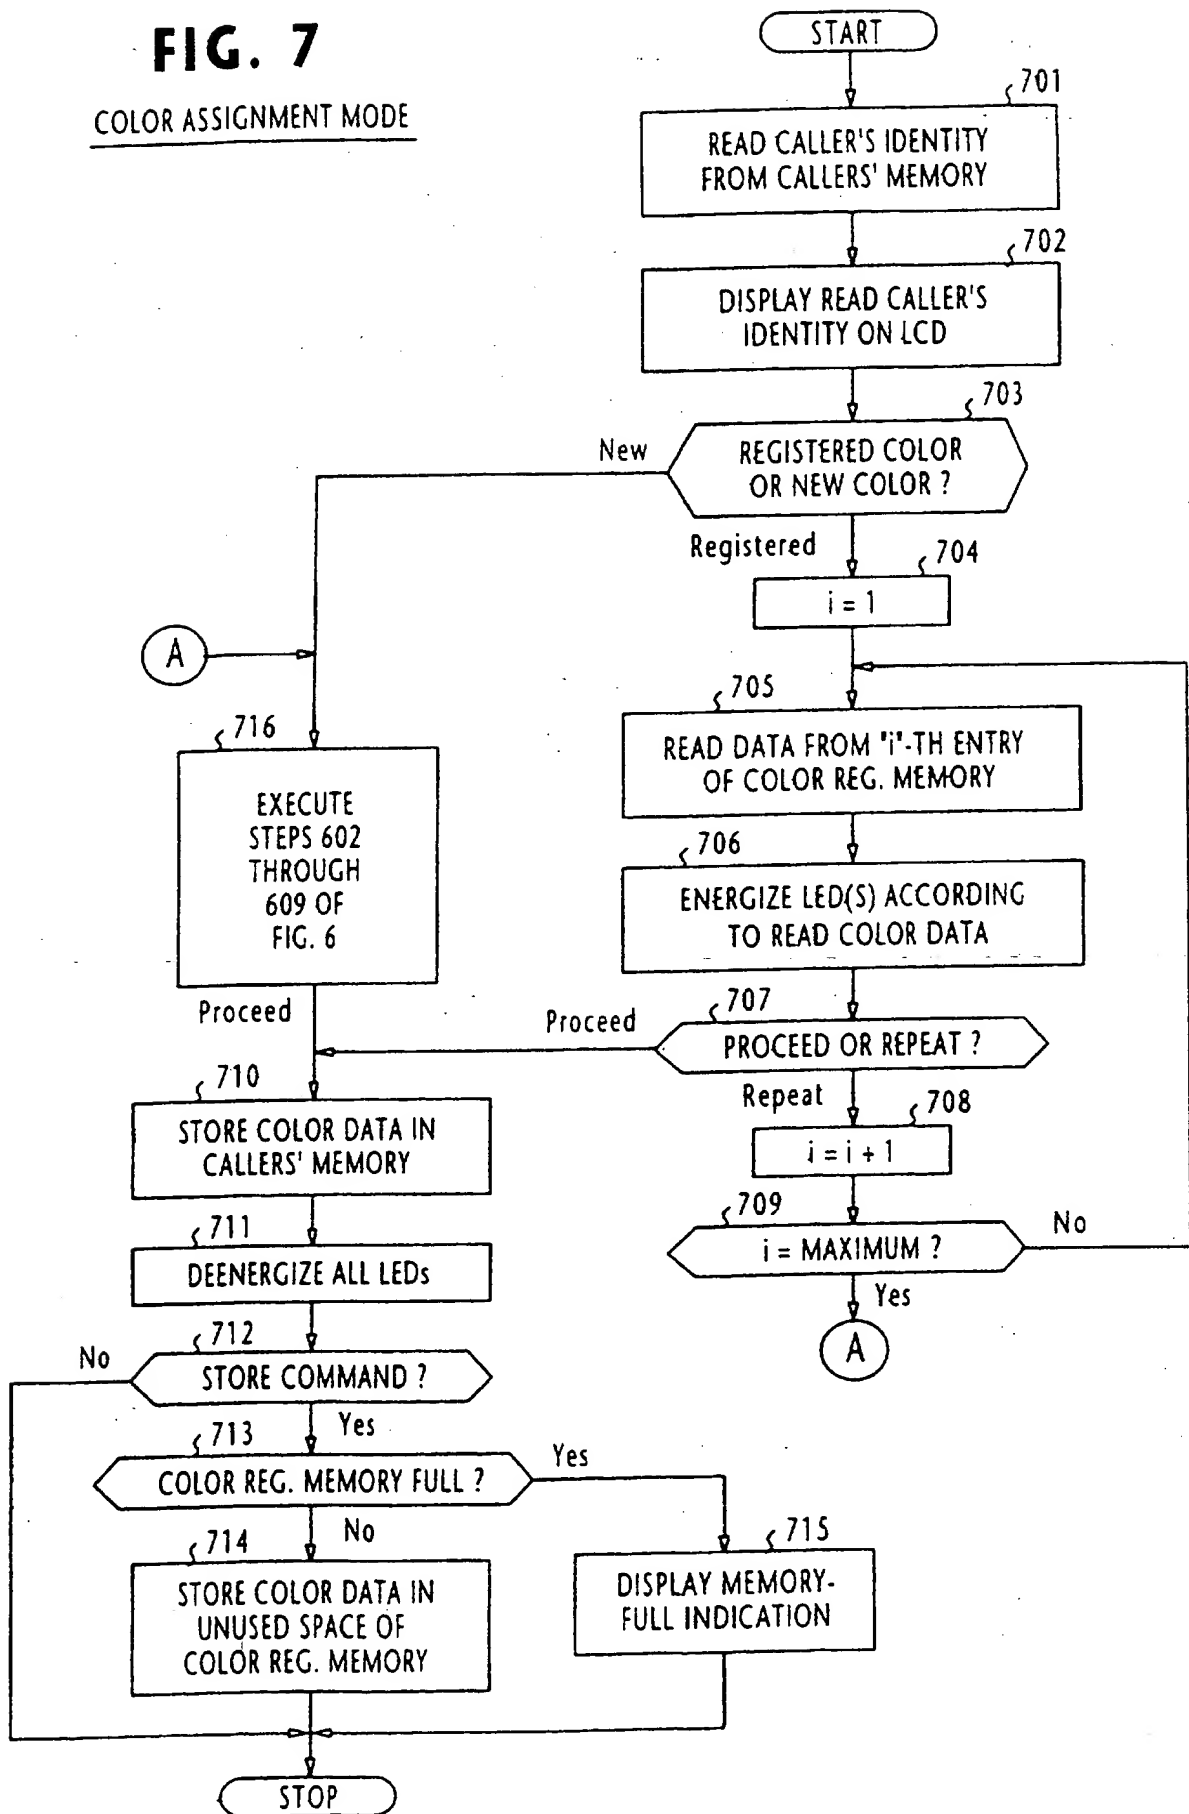 FIG. 7
COLOR ASSIGNMENT MODE
START
701
READ CALLER'S IDENTITY
FROM CALLERS' MEMORY
702
DISPLAY READ CALLER'S
IDENTITY ON LCD
703
REGISTERED COLOR
OR NEW COLOR ?
New
Registered
704
i = 1
A
705
READ DATA FROM "i"-TH ENTRY
OF COLOR REG. MEMORY
716
EXECUTE
STEPS 602
THROUGH
609 OF
FIG. 6
706
ENERGIZE LED(S) ACCORDING
TO READ COLOR DATA
Proceed
707
PROCEED OR REPEAT ?
Proceed
Repeat
708
i = i + 1
710
STORE COLOR DATA IN
CALLERS' MEMORY
709
i = MAXIMUM ?
No
Yes
A
711
DEENERGIZE ALL LEDs
712
STORE COMMAND ?
No
Yes
713
COLOR REG. MEMORY FULL ?
Yes
No
714
STORE COLOR DATA IN
UNUSED SPACE OF
COLOR REG. MEMORY
715
DISPLAY MEMORY-
FULL INDICATION
STOP